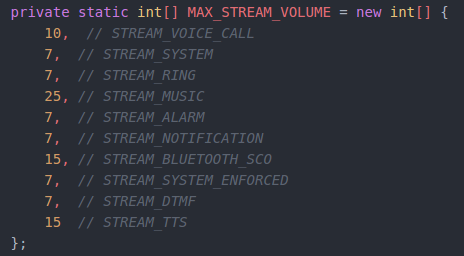 private static int[] MAX_STREAM_VOLUME = new int[] {
    10,  // STREAM_VOICE_CALL
    7,  // STREAM_SYSTEM
    7,  // STREAM_RING
    25, // STREAM_MUSIC
    7,  // STREAM_ALARM
    7,  // STREAM_NOTIFICATION
    15, // STREAM_BLUETOOTH_SCO
    7,  // STREAM_SYSTEM_ENFORCED
    7,  // STREAM_DTMF
    15  // STREAM_TTS
};